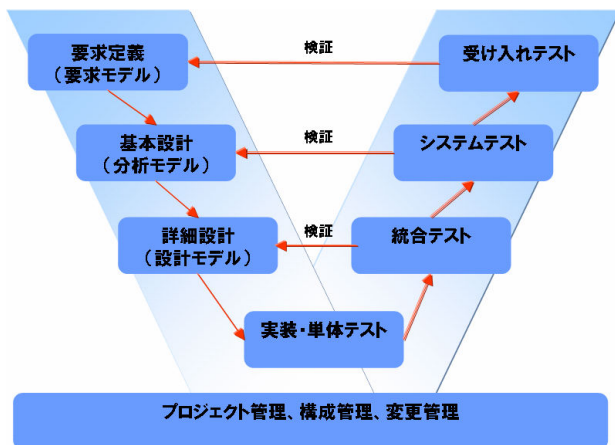 要求定義
(要求モデル)
検証
受け入れテスト
基本設計
(分析モデル)
検証
システムテスト
詳細設計
(設計モデル)
検証
統合テスト
実装・単体テスト
プロジェクト管理、構成管理、変更管理